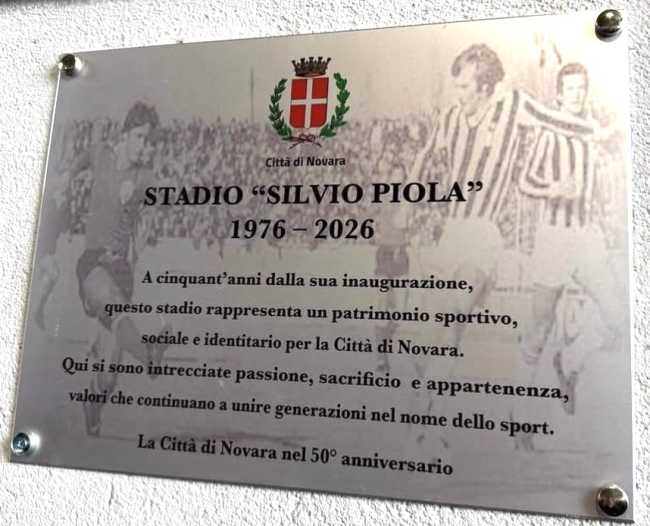 Città di Novara
STADIO “SILVIO PIOLA”
1976 – 2026
A cinquant’anni dalla sua inaugurazione,
questo stadio rappresenta un patrimonio sportivo,
sociale e identitario per la Città di Novara.
Qui si sono intrecciate passione, sacrificio e appartenenza,
valori che continuano a unire generazioni nel nome dello sport.
La Città di Novara nel 50° anniversario